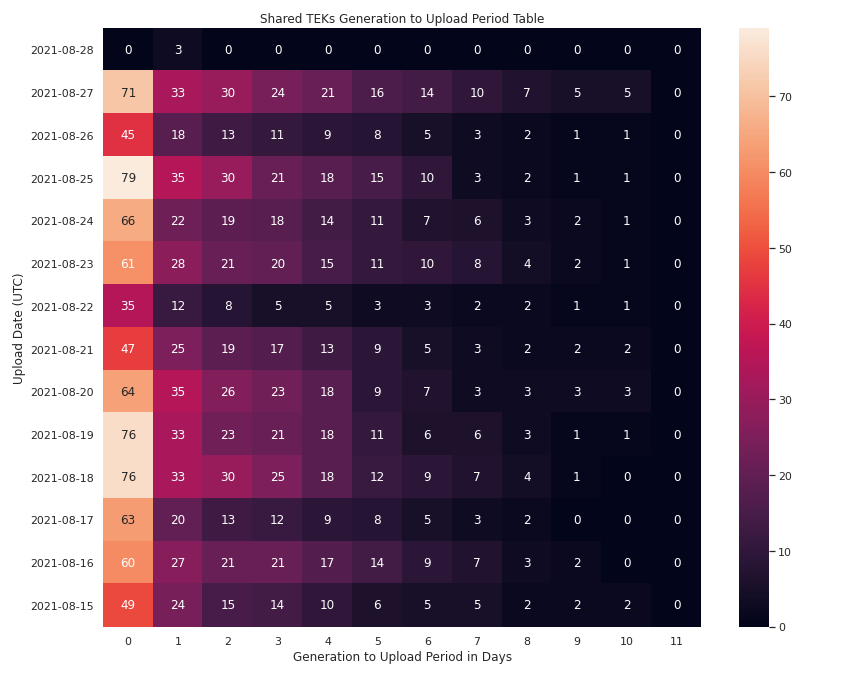 Shared TEKs Generation to Upload Period Table
2021-08-28 0 3 0 0 0 0 0 0 0 0 0 0
2021-08-27 71 33 30 24 21 16 14 10 7 5 5 0
2021-08-26 45 18 13 11 9 8 5 3 2 1 1 0
2021-08-25 79 35 30 21 18 15 10 3 2 1 1 0
2021-08-24 66 22 19 18 14 11 7 6 3 2 1 0
2021-08-23 61 28 21 20 15 11 10 8 4 2 1 0
2021-08-22 35 12 8 5 5 3 3 2 2 1 1 0
2021-08-21 47 25 19 17 13 9 5 3 2 2 2 0
2021-08-20 64 35 26 23 18 9 7 3 3 3 3 0
2021-08-19 76 33 23 21 18 11 6 6 3 1 1 0
2021-08-18 76 33 30 25 18 12 9 7 4 1 0 0
2021-08-17 63 20 13 12 9 8 5 3 2 0 0 0
2021-08-16 60 27 21 21 17 14 9 7 3 2 0 0
2021-08-15 49 24 15 14 10 6 5 5 2 2 2 0
0 1 2 3 4 5 6 7 8 9 10 11
Generation to Upload Period in Days
Upload Date (UTC)
70
60
50
40
30
20
10
0